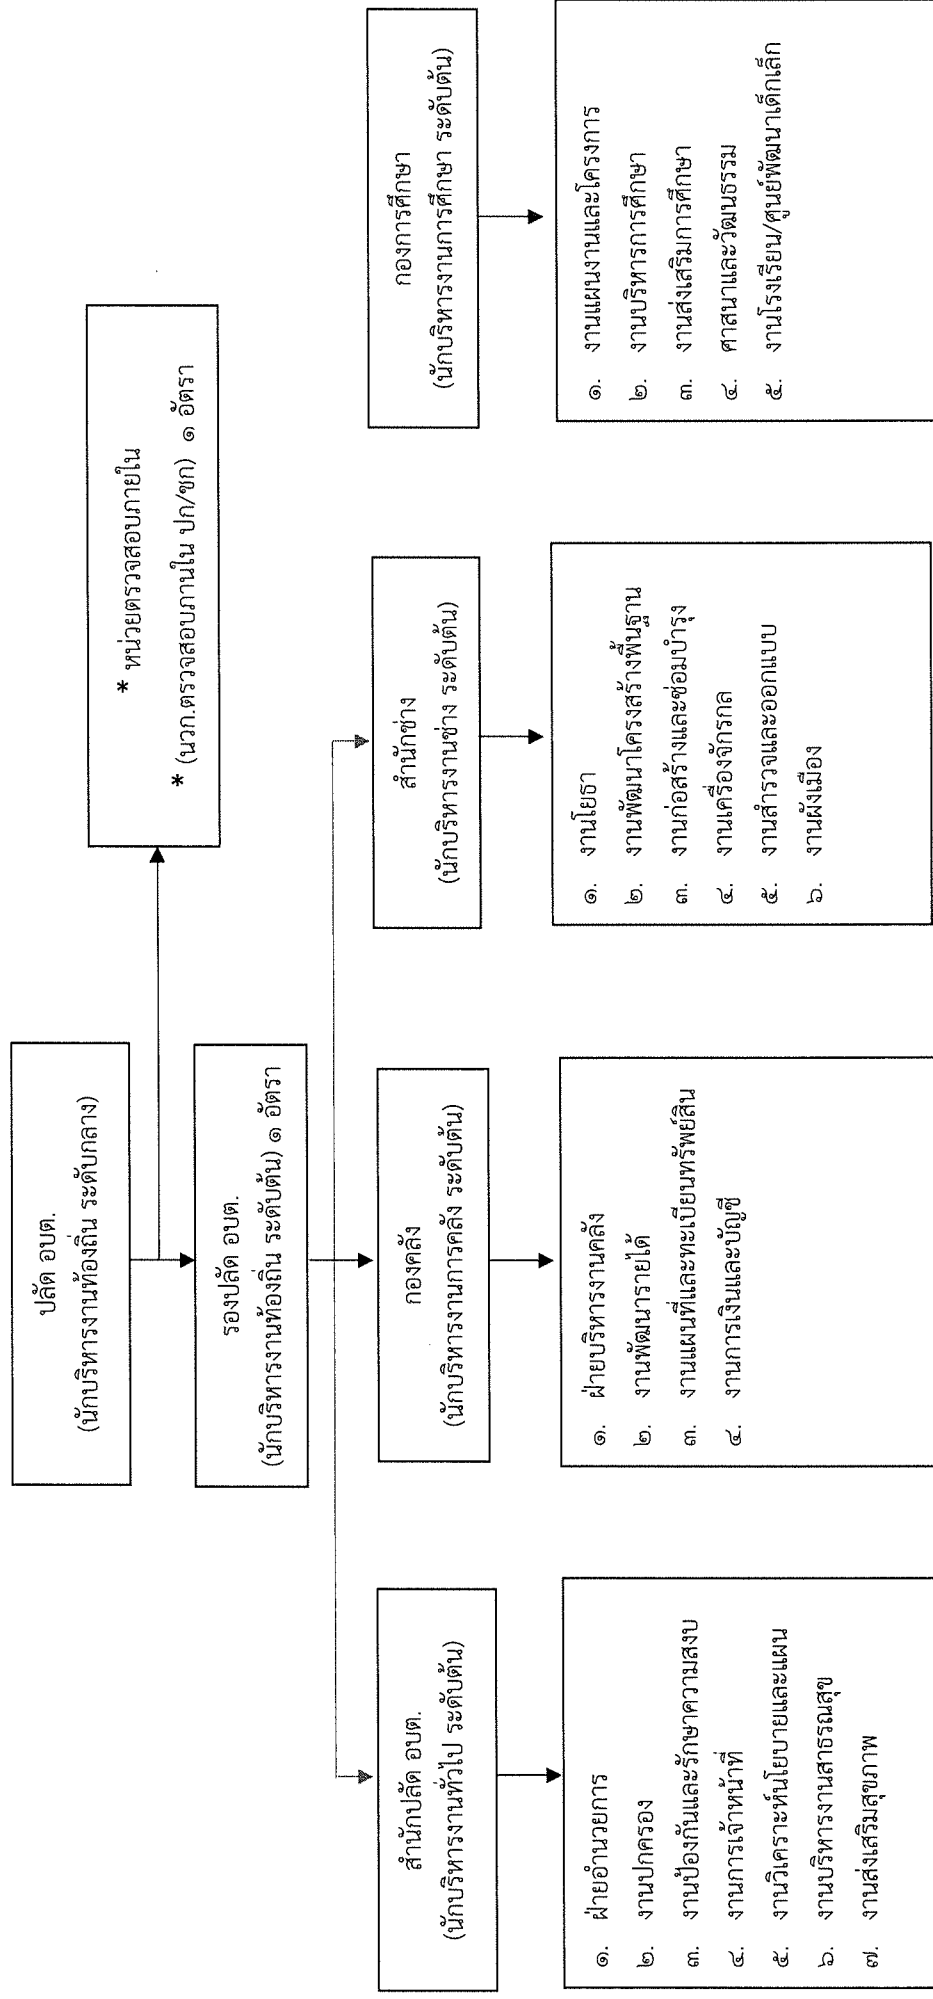 ปลัด อบต.
(นักบริหารงานท้องถิ่น ระดับกลาง)
* หน่วยตรวจสอบภายใน
* (นวก.ตรวจสอบภานใน ปก/ชก) ๑ อัตรา
รองปลัด อบต.
(นักบริหารงานท้องถิ่น ระดับต้น) ๑ อัตรา
สำนักปลัด อบต.
(นักบริหารงานทั่วไป ระดับต้น)
กองคลัง
(นักบริหารงานการคลัง ระดับต้น)
สำนักช่าง
(นักบริหารงานช่าง ระดับต้น)
กองการศึกษา
(นักบริหารงานการศึกษา ระดับต้น)
๑. ฝ่ายอำนวยการ
๒. งานปกครอง
๓. งานป้องกันและรักษาความสงบ
๔. งานการเจ้าหน้าที่
๕. งานวิเคราะห์นโยบายและแผน
๖. งานบริหารงานสาธารณสุข
๗. งานส่งเสริมสุขภาพ
๑. ฝ่ายบริหารงานคลัง
๒. งานพัฒนารายได้
๓. งานแผนที่และทะเบียนทรัพย์สิน
๔. งานการเงินและบัญชี
๑. งานโยธา
๒. งานพัฒนาโครงสร้างพื้นฐาน
๓. งานก่อสร้างและซ่อมบำรุง
๔. งานเครื่องจักรกล
๕. งานสำรวจและออกแบบ
๖. งานผังเมือง
๑. งานแผนงานและโครงการ
๒. งานบริหารการศึกษา
๓. งานส่งเสริมการศึกษา
๔. ศาสนาและวัฒนธรรม
๕. งานโรงเรียน/ศูนย์พัฒนาเด็กเล็ก